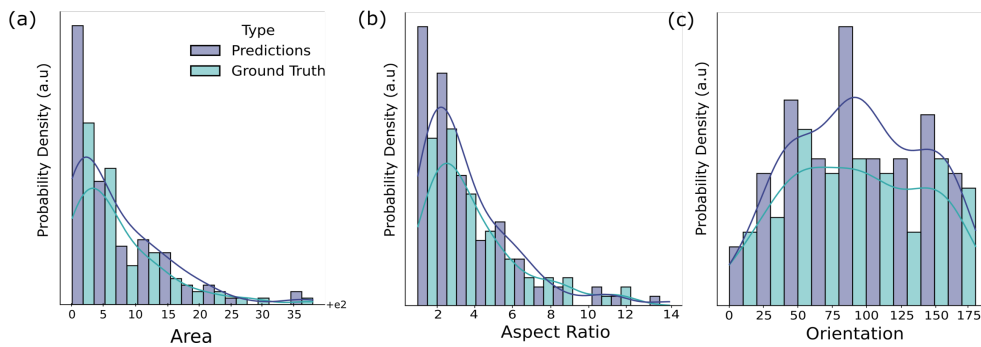 (a)
Probability Density (a.u)
Type
Predictions
Ground Truth
0 5 10 15 20 25 30 35
+e2
Area
(b)
Probability Density (a.u)
2 4 6 8 10 12 14
Aspect Ratio
(c)
Probability Density (a.u)
0 25 50 75 100 125 150 175
Orientation